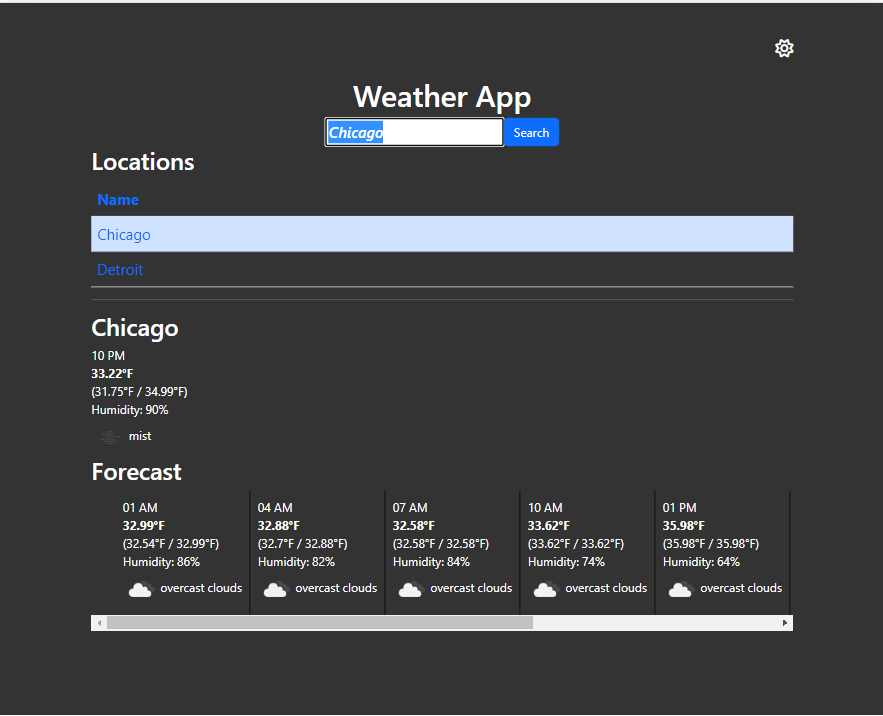 Weather App
Chicago Search
Locations
Name
Chicago
Detroit
Chicago
10 PM
33.22°F
(31.75°F / 34.99°F)
Humidity: 90%
mist
Forecast
01 AM 04 AM 07 AM 10 AM 01 PM
32.99°F 32.88°F 32.58°F 33.62°F 35.98°F
(32.54°F / 32.99°F) (32.7°F / 32.88°F) (32.58°F / 32.58°F) (33.62°F / 33.62°F) (35.98°F / 35.98°F)
Humidity: 86% Humidity: 82% Humidity: 84% Humidity: 74% Humidity: 64%
overcast clouds overcast clouds overcast clouds overcast clouds overcast clouds